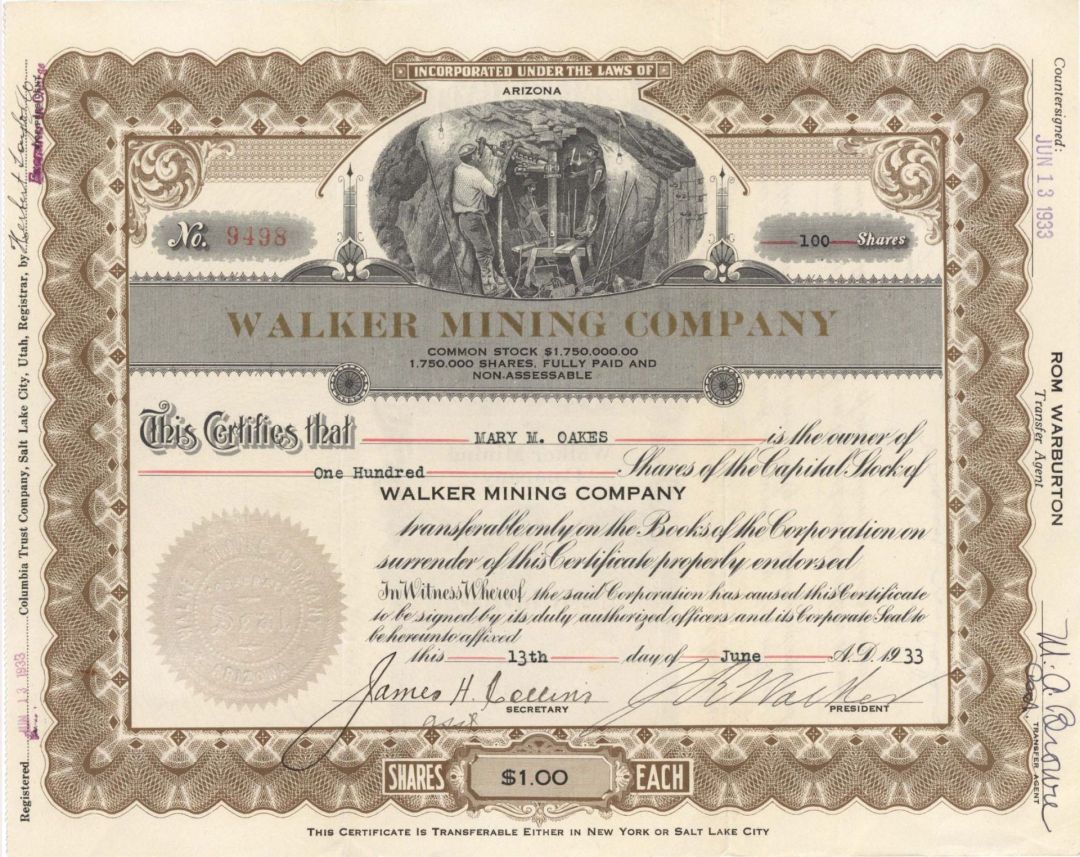 INCORPORATED UNDER THE LAWS OF
ARIZONA
No. 9498
100 Shares
WALKER MINING COMPANY
COMMON STOCK $1.750.000.00
1.750.000 SHARES, FULLY PAID AND
NON-ASSESSABLE
This Certifies that MARY M. OAKES is the owner of
One Hundred Shares of the Capital Stock of
WALKER MINING COMPANY
transferable only on the Books of the Corporation on
surrender of this Certificate properly endorsed
In Witness Whereof the said Corporation has caused this Certificate
to be signed by its duly authorized officers and its Corporate Seal to
be hereunto affixed
this 13th day of June A.D. 1933
James H. Collins
SECRETARY
Walker
PRESIDENT
SHARES $1.00 EACH
THIS CERTIFICATE IS TRANSFERABLE EITHER IN NEW YORK OR SALT LAKE CITY
Registered JUN 13 1933 Columbia Trust Company, Salt Lake City, Utah, Registrar, by
Countersigned:
JUN 13 1933
ROM WARBURTON
Transfer Agent
W. C. Browne
TRANSFER AGENT
ARIZONA